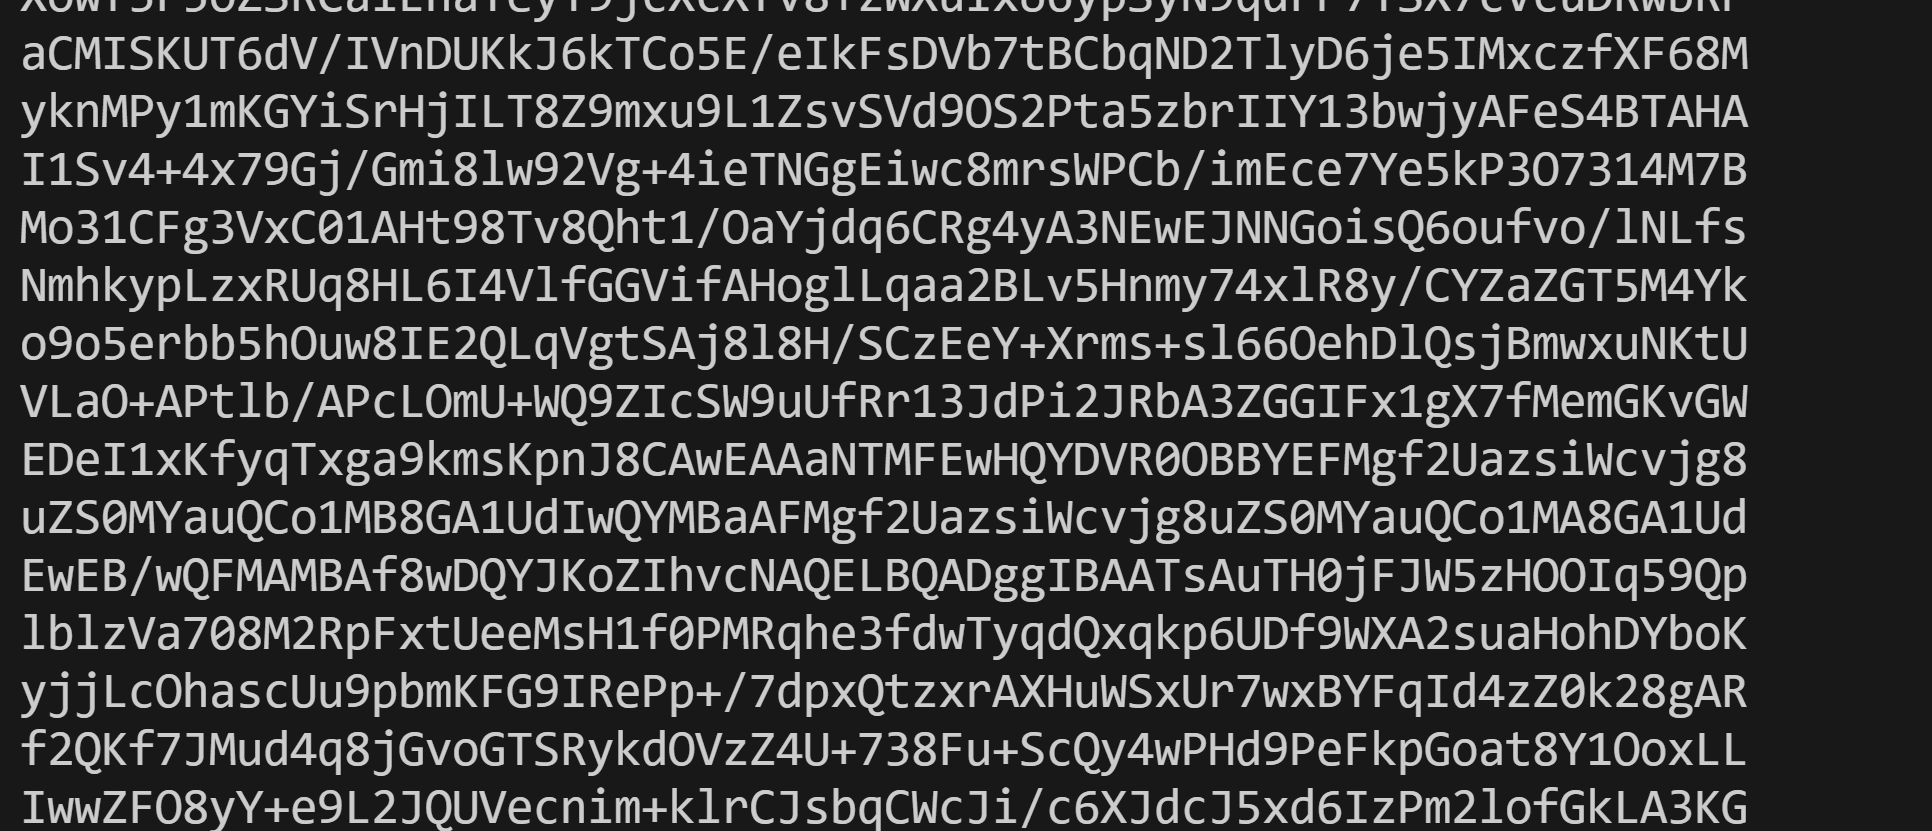 aCMISKUT6dV/IVnDUKkJ6kTCo5E/eIkFsDVb7tBCbqND2TlyD6je5IMxczfXF68M
yknMPy1mKGYiSrHjILT8Z9mxu9L1ZsvSVd9OS2Pta5zbrIIY13bwjyAFeS4BTAHA
I1Sv4+4x79Gj/Gmi8lw92Vg+4ieTNGgEiwc8mrsWPCb/imEce7Ye5kP3O7314M7B
Mo31CFg3VxC01AHt98Tv8Qht1/OaYjdq6CRg4yA3NEwEJNNGoisQ6oufvo/lNLfs
NmhkypLzxRUq8HL6I4VlfGGVifAHoglLqaa2BLv5Hnmy74xlR8y/CYZaZGT5M4Yk
o9o5erbb5hOuw8IE2QLqVgtSAj8l8H/SCzEeY+Xrms+sl66OehDlQsjBmwxuNKtU
VLaO+APtlb/APcLOmU+WQ9ZIcSW9uUfRr13JdPi2JRbA3ZGGIFx1gX7fMemGKvGW
EDeI1xKfyqTxga9kmsKpnJ8CAwEAAaNTMFEwHQYDVR0OBBYEFMgf2UazsiWcvjg8
uZS0MYauQCo1MB8GA1UdIwQYMBaAFMgf2UazsiWcvjg8uZS0MYauQCo1MA8GA1Ud
EwEB/wQFMAMBAf8wDQYJKoZIhvcNAQELBQADggIBAATsAuTH0jFJW5zHOOIq59Qp
lblzVa708M2RpFxtUeeMsH1f0PMRqhe3fdwTyqdQxqkp6UDf9WXA2suaHohDYboK
yjjLcOhascUu9pbmKFG9IRePp+/7dpxQtzxrAXHuWSxUr7wxBYFqId4zZ0k28gAR
f2QKf7JMud4q8jGvoGTSRykdOVzZ4U+738Fu+ScQy4wPHd9PeFkpGoat8Y1OoxLL
IwwZFO8yY+e9L2JQUVecnim+klrCJsbqCWcJi/c6XJdcJ5xd6IzPm2lofGkLA3KG